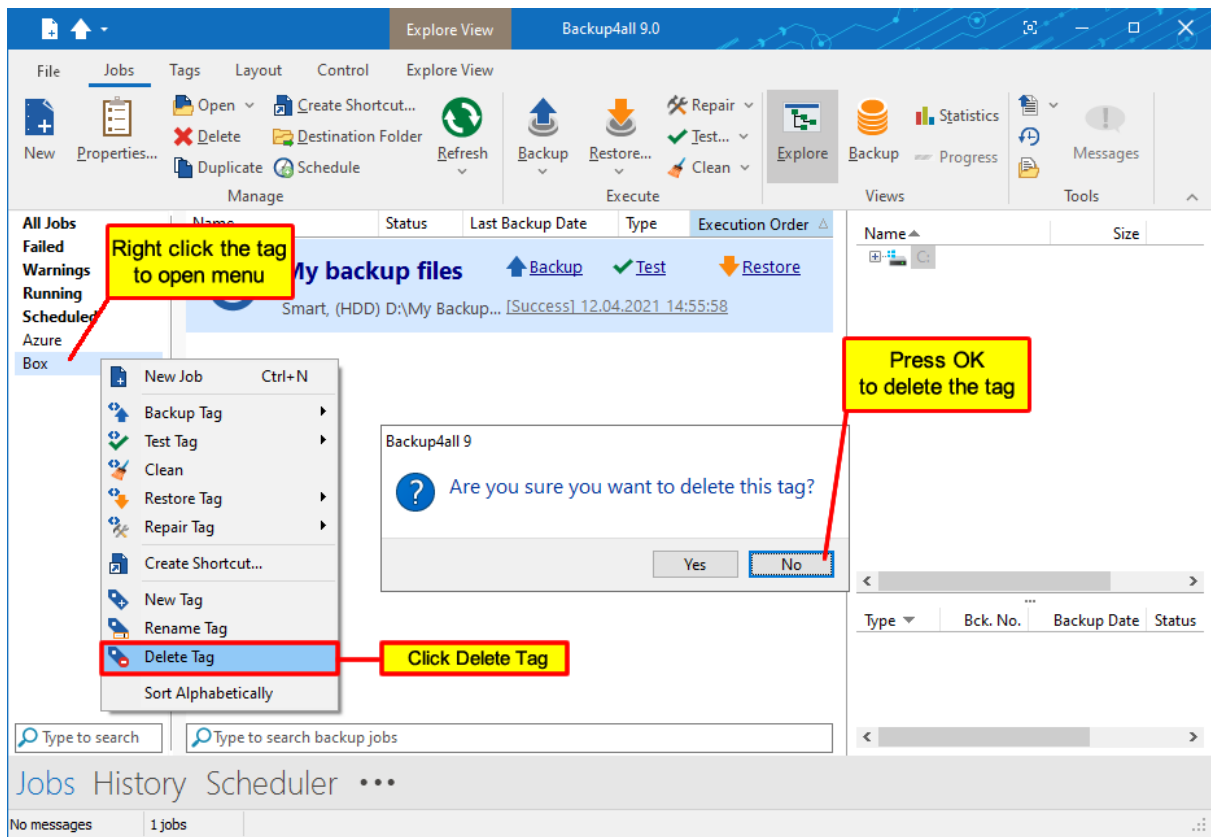 Explore View
Backup4all 9.0
File Jobs Tags Layout Control Explore View
New
Properties...
Open
Delete
Duplicate
Create Shortcut...
Destination Folder
Schedule
Refresh
Manage
Backup
Restore...
Repair
Test...
Clean
Execute
Explore
Backup
Statistics
Progress
Views
Messages
Tools
All Jobs
Failed
Warnings
Running
Scheduled
Azure
Box
Right click the tag
to open menu
Name Status Last Backup Date Type Execution Order
My backup files Backup Test Restore
Smart, (HDD) D:\My Backup... [Success] 12.04.2021 14:55:58
Name Size
C:
New Job Ctrl+N
Backup Tag
Test Tag
Clean
Restore Tag
Repair Tag
Create Shortcut...
New Tag
Rename Tag
Delete Tag
Sort Alphabetically
Click Delete Tag
Press OK
to delete the tag
Backup4all 9
Are you sure you want to delete this tag?
Yes No
Type Bck. No. Backup Date Status
Type to search
Type to search backup jobs
Jobs History Scheduler
No messages 1 jobs